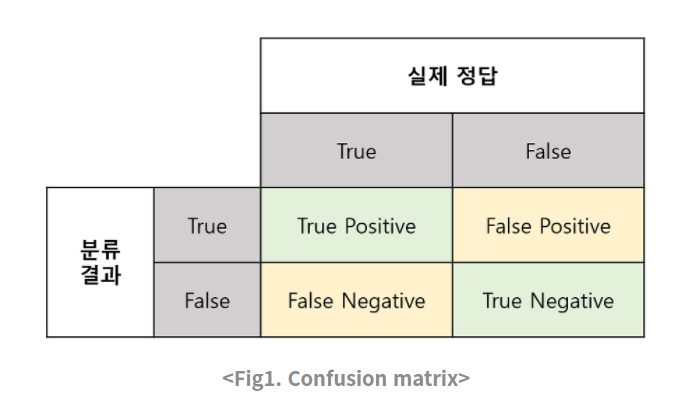 실제 정답
True False
분류
결과
True True Positive False Positive
False False Negative True Negative
<Fig1. Confusion matrix>